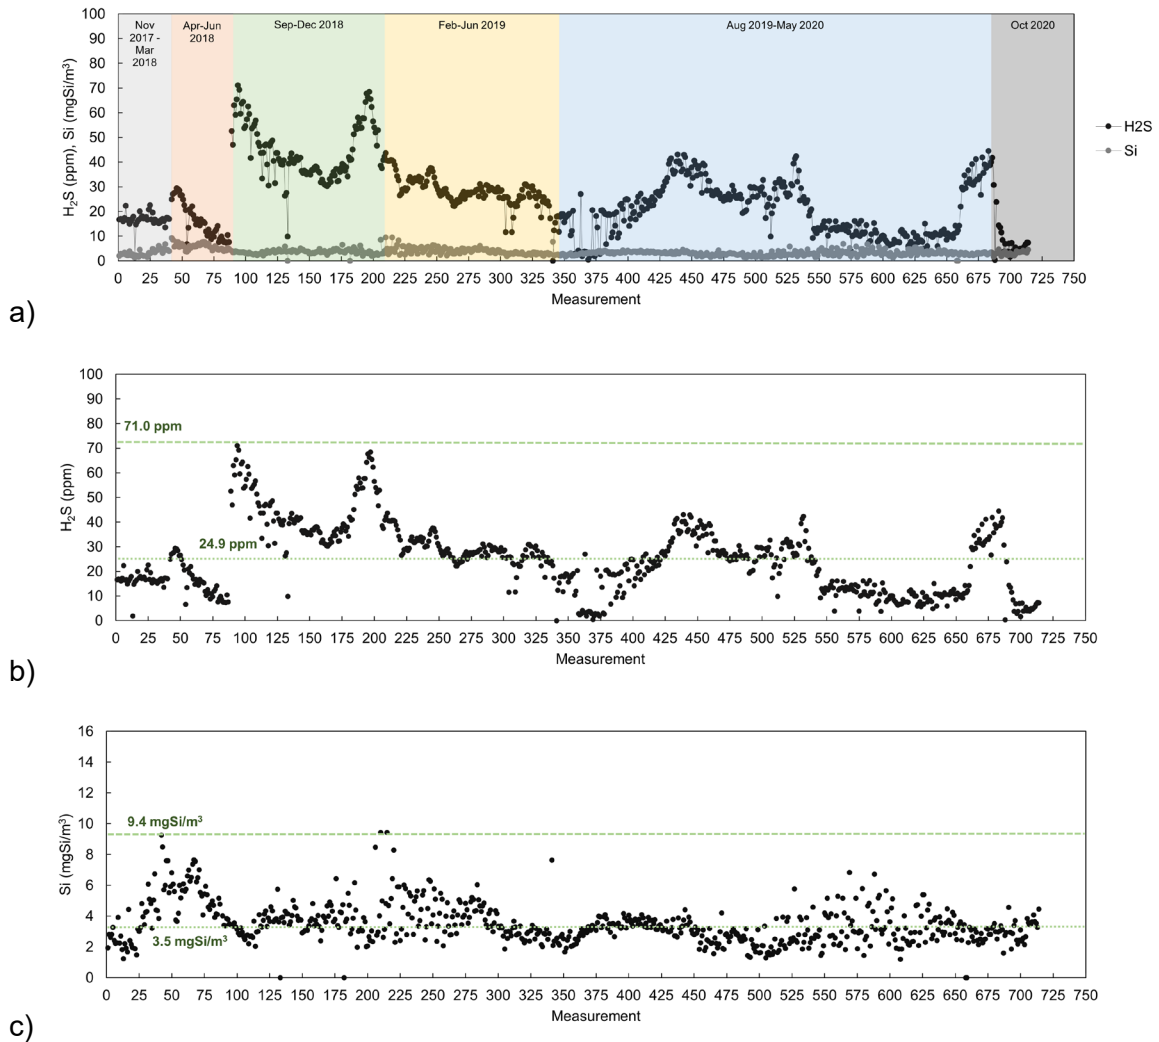 Nov 2017 - Mar 2018
Apr-Jun 2018
Sep-Dec 2018
Feb-Jun 2019
Aug 2019-May 2020
Oct 2020
H2S (ppm), Si (mgSi/m³)
100
90
80
70
60
50
40
30
20
10
0
0 25 50 75 100 125 150 175 200 225 250 275 300 325 350 375 400 425 450 475 500 525 550 575 600 625 650 675 700 725 750
Measurement
H2S
Si
a)
H₂S (ppm)
100
90
80
70
60
50
40
30
20
10
0
71.0 ppm
24.9 ppm
0 25 50 75 100 125 150 175 200 225 250 275 300 325 350 375 400 425 450 475 500 525 550 575 600 625 650 675 700 725 750
Measurement
b)
Si (mgSi/m³)
16
14
12
10
8
6
4
2
0
9.4 mgSi/m³
3.5 mgSi/m³
0 25 50 75 100 125 150 175 200 225 250 275 300 325 350 375 400 425 450 475 500 525 550 575 600 625 650 675 700 725 750
Measurement
c)